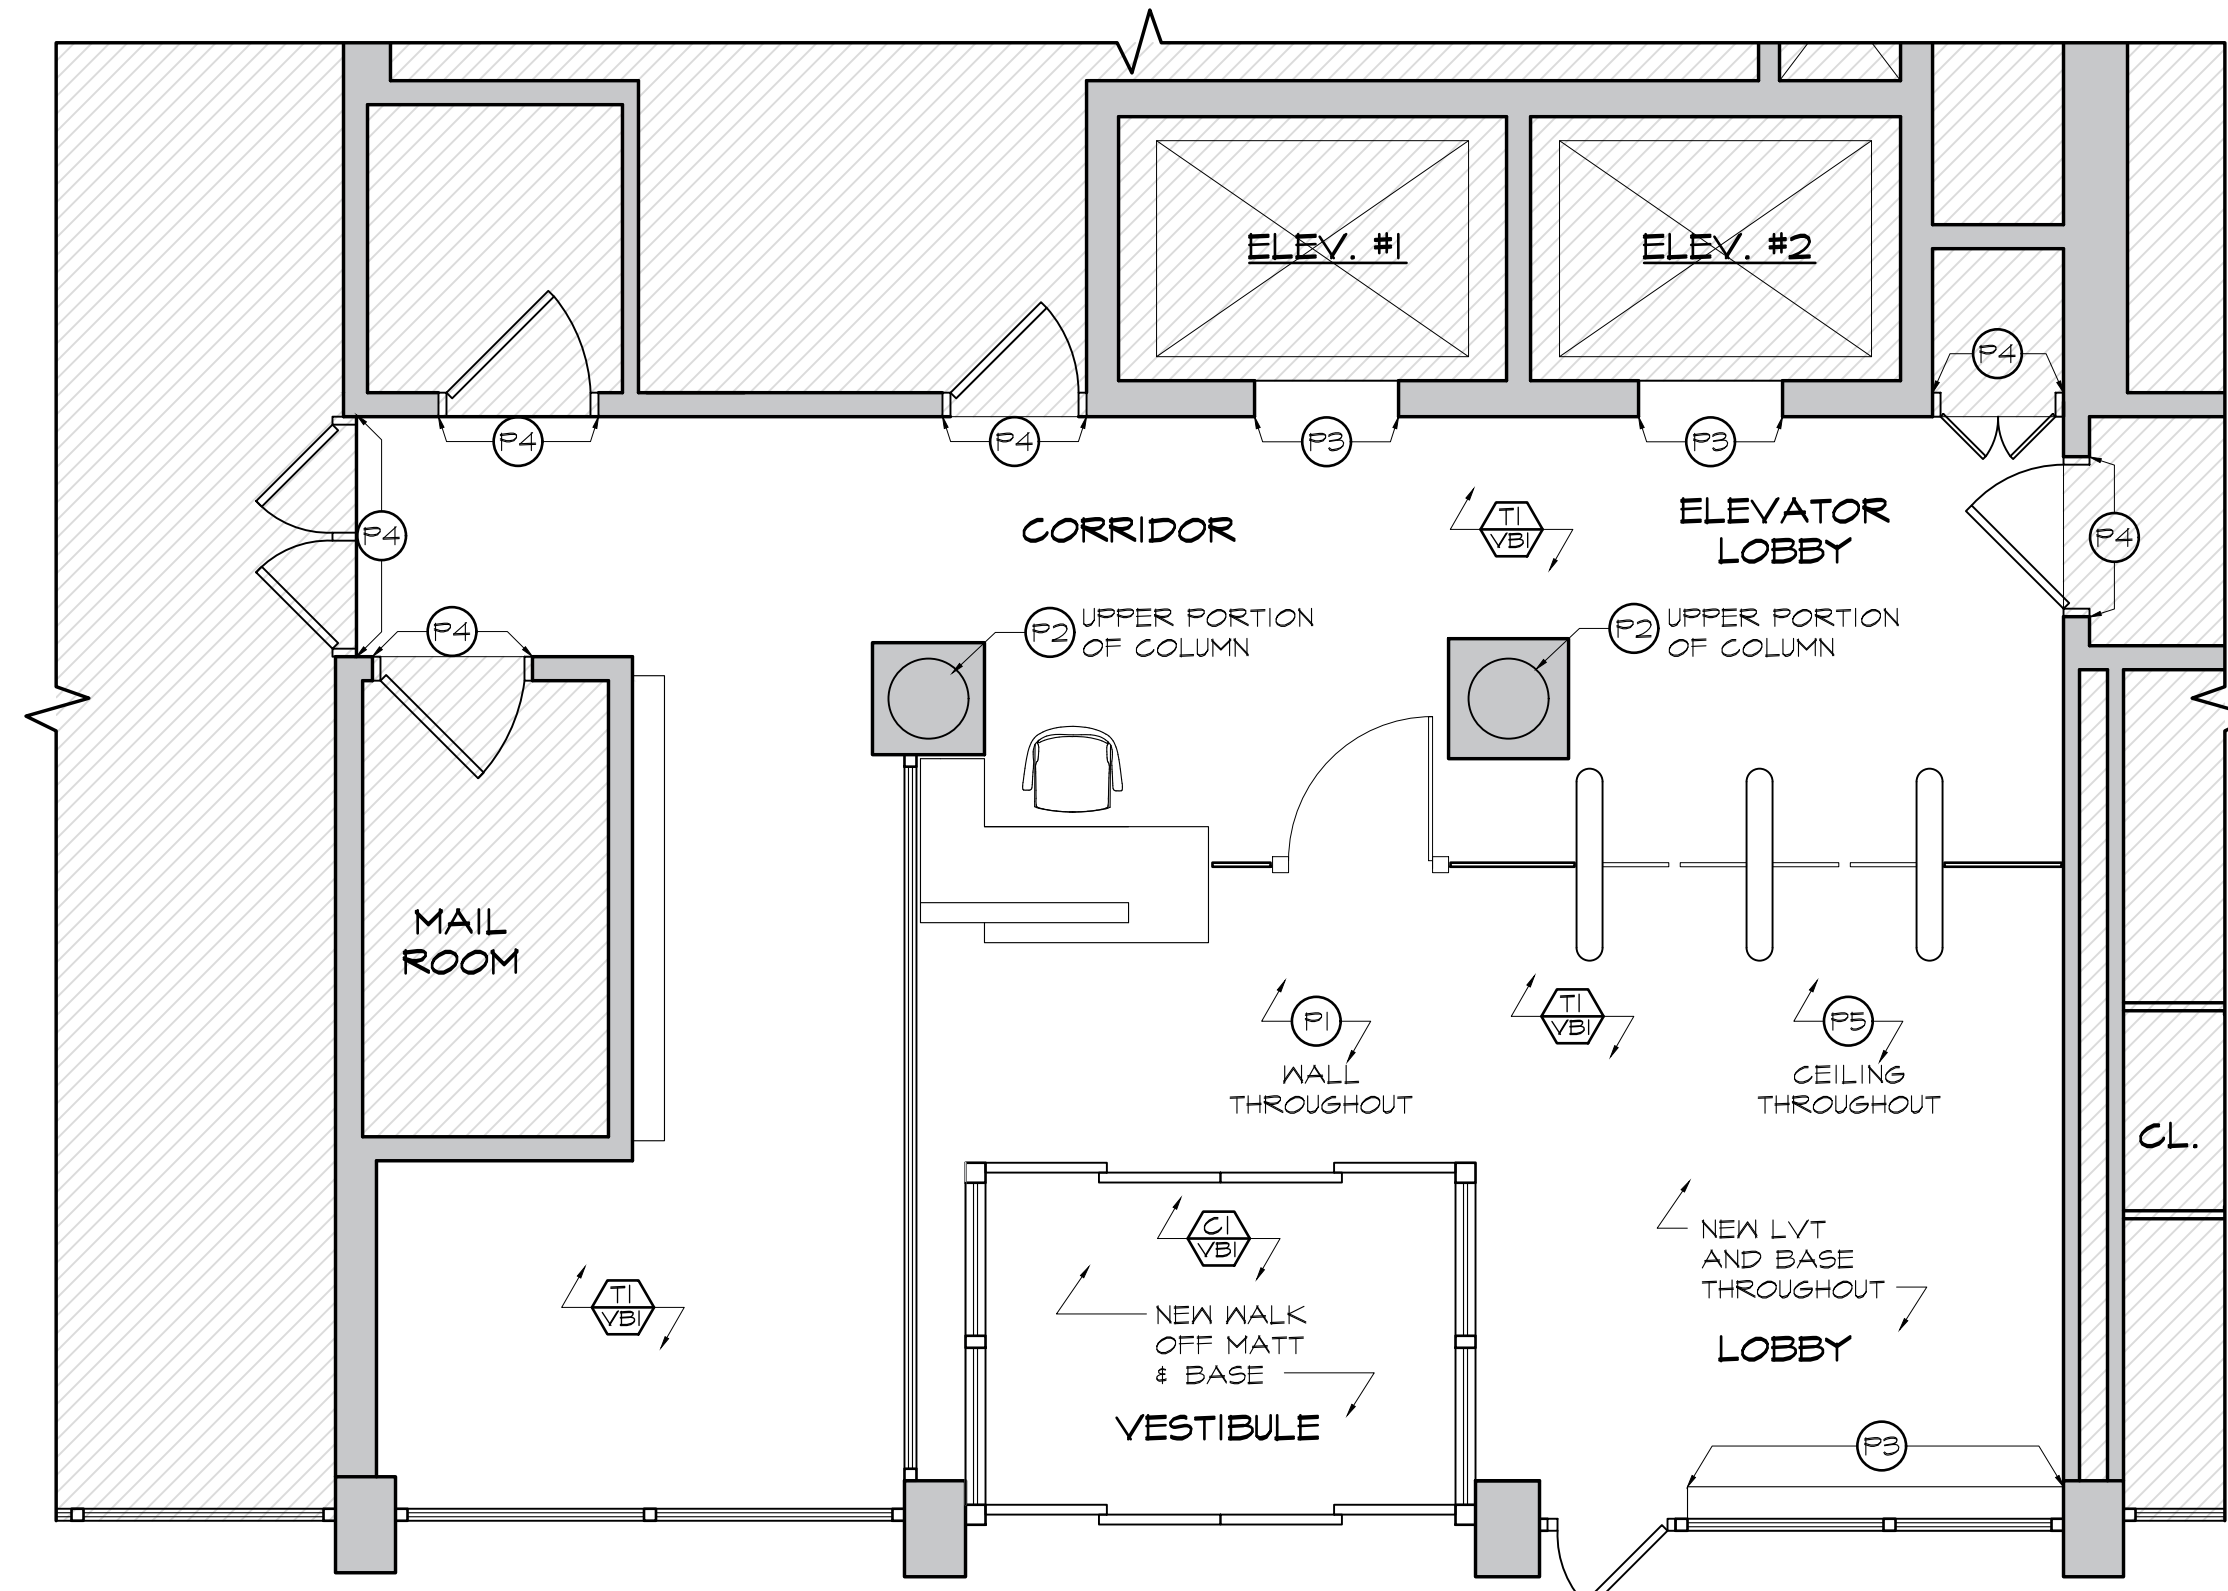 ELEV. #1
ELEV. #2
P4
P4
P4
P3
P3
P4
P4
CORRIDOR
T1
VB1
ELEVATOR
LOBBY
P4
P2
UPPER PORTION
OF COLUMN
P2
UPPER PORTION
OF COLUMN
MAIL
ROOM
P1
WALL
THROUGHOUT
T1
VB1
P5
CEILING
THROUGHOUT
CL.
C1
VB1
NEW WALK
OFF MATT
& BASE
VESTIBULE
NEW LVT
AND BASE
THROUGHOUT
LOBBY
T1
VB1
P3